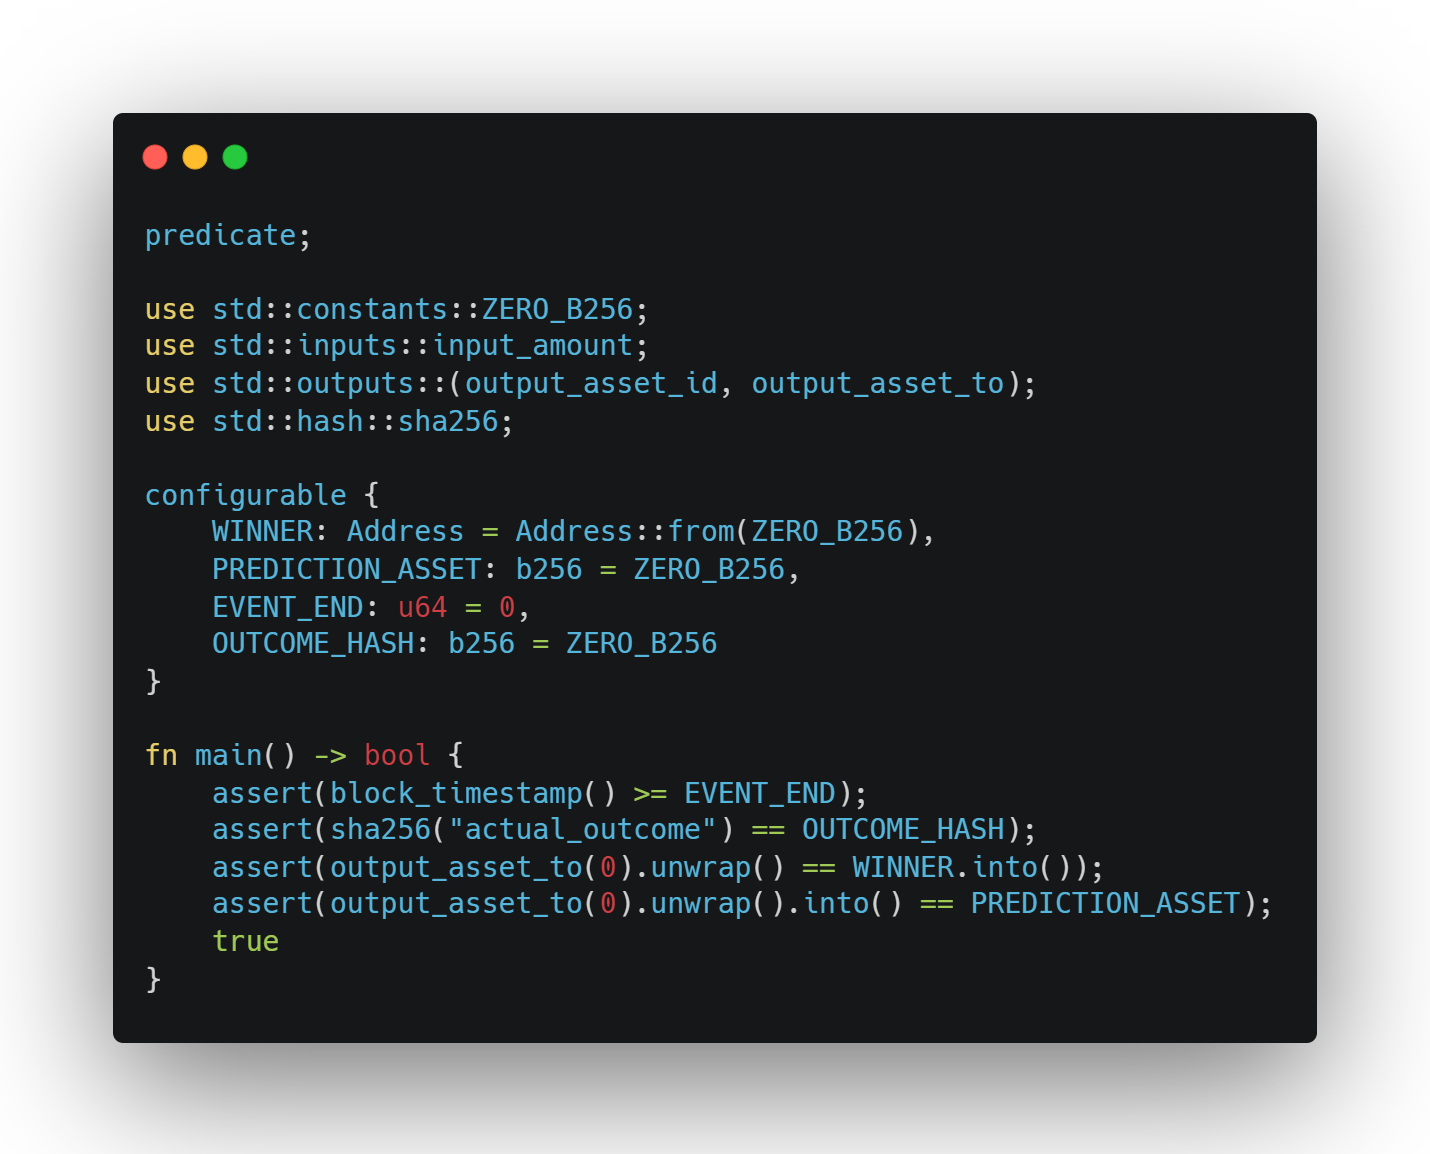 predicate;

use std::constants::ZERO_B256;
use std::inputs::input_amount;
use std::outputs::(output_asset_id, output_asset_to);
use std::hash::sha256;

configurable {
    WINNER: Address = Address::from(ZERO_B256),
    PREDICTION_ASSET: b256 = ZERO_B256,
    EVENT_END: u64 = 0,
    OUTCOME_HASH: b256 = ZERO_B256
}

fn main() -> bool {
    assert(block_timestamp() >= EVENT_END);
    assert(sha256("actual_outcome") == OUTCOME_HASH);
    assert(output_asset_to(0).unwrap() == WINNER.into());
    assert(output_asset_to(0).unwrap().into() == PREDICTION_ASSET);
    true
}